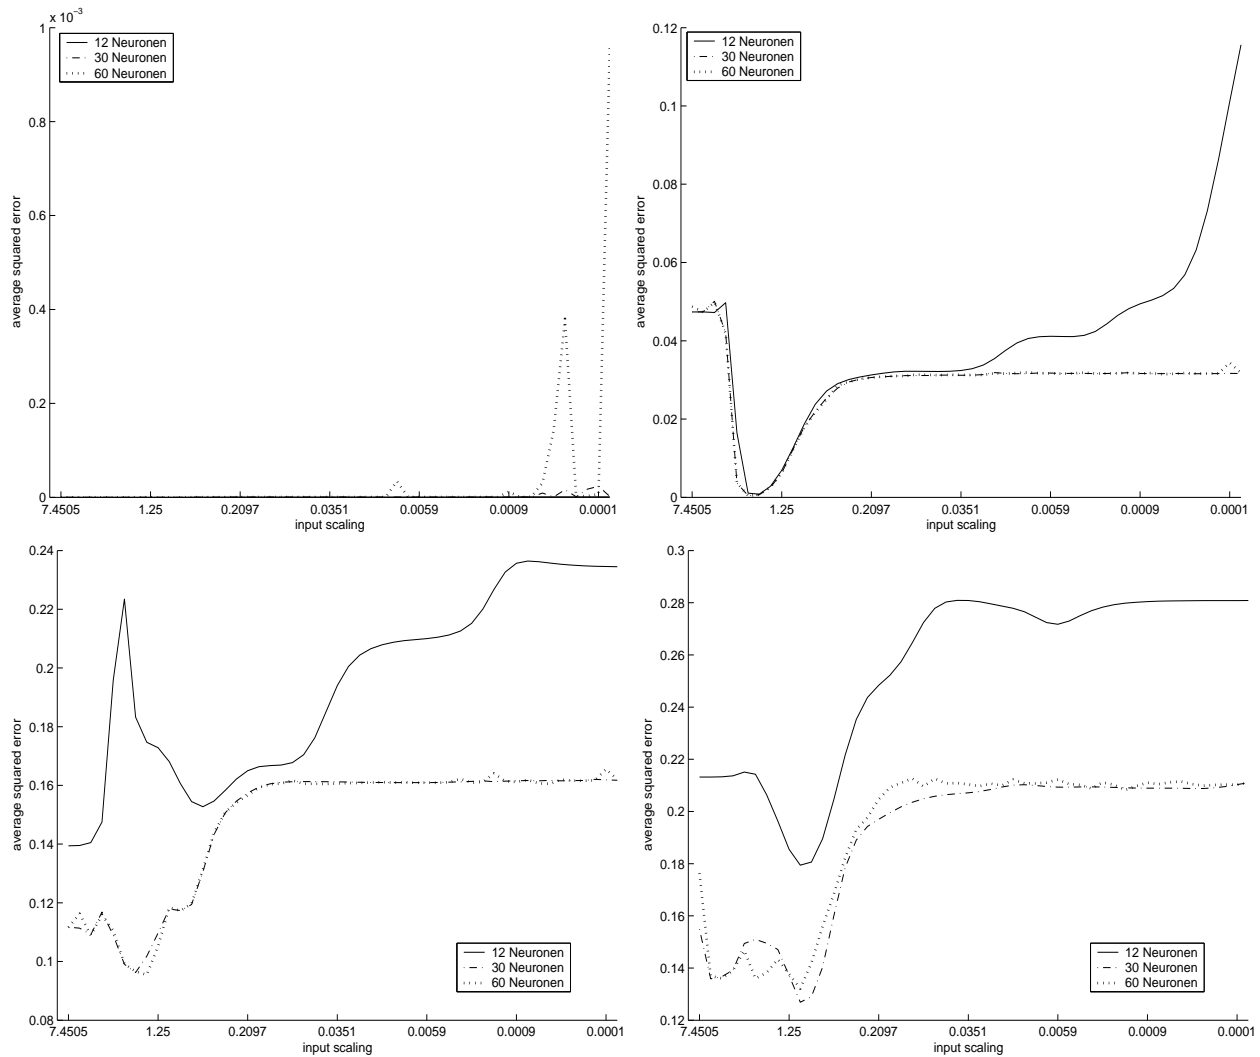 x 10^-3
1
0.8
0.6
0.4
0.2
0
average squared error
12 Neuronen
30 Neuronen
60 Neuronen
7.4505 1.25 0.2097 0.0351 0.0059 0.0009 0.0001
input scaling
0.12
0.1
0.08
0.06
0.04
0.02
0
average squared error
12 Neuronen
30 Neuronen
60 Neuronen
7.4505 1.25 0.2097 0.0351 0.0059 0.0009 0.0001
input scaling
0.24
0.22
0.2
0.18
0.16
0.14
0.12
0.1
0.08
average squared error
12 Neuronen
30 Neuronen
60 Neuronen
7.4505 1.25 0.2097 0.0351 0.0059 0.0009 0.0001
input scaling
0.3
0.28
0.26
0.24
0.22
0.2
0.18
0.16
0.14
0.12
average squared error
12 Neuronen
30 Neuronen
60 Neuronen
7.4505 1.25 0.2097 0.0351 0.0059 0.0009 0.0001
input scaling